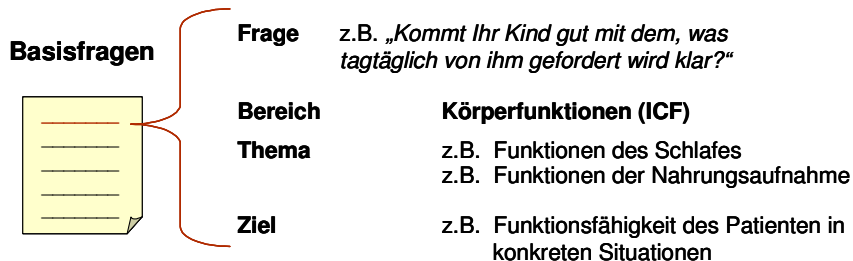 Basisfragen
Frage z.B. „Kommt Ihr Kind gut mit dem, was
tagtäglich von ihm gefordert wird klar?“
Bereich Körperfunktionen (ICF)
Thema z.B. Funktionen des Schlafes
z.B. Funktionen der Nahrungsaufnahme
Ziel z.B. Funktionsfähigkeit des Patienten in
konkreten Situationen